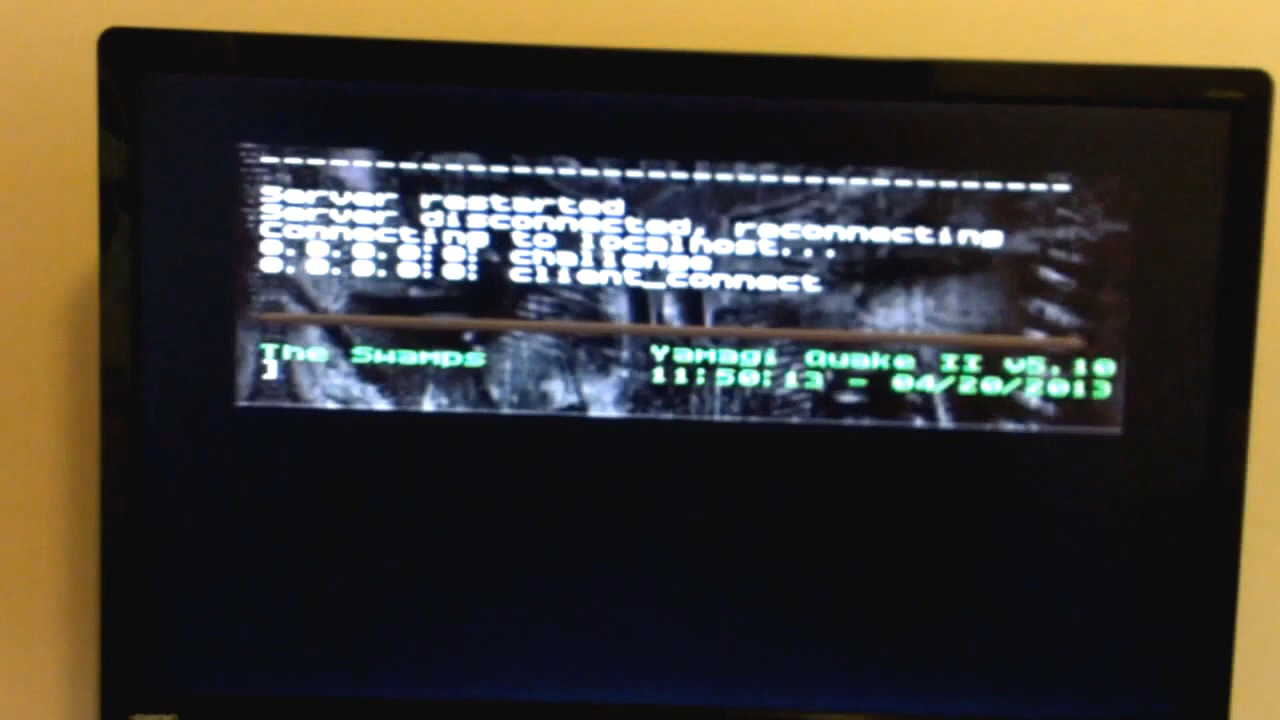 Server restarted
Server disconnected, reconnecting
Connecting to localhost...
0.0.0.0:0: challenge
0.0.0.0:0: client_connect
The Swamps
Yamagi Quake II v5.10
]
11:50:13 - 04/20/2013